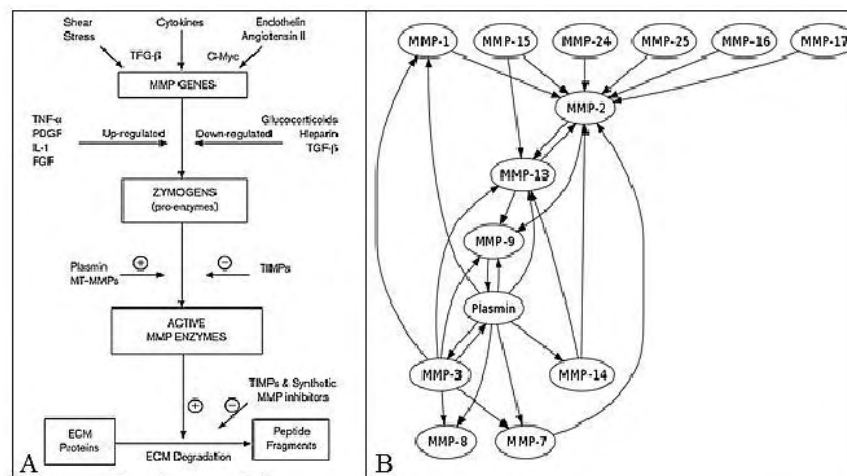 Shear
Stress
Cytokines
Endothelin
Angiotensin II
TFG-β
C-Myc
MMP GENES
TNF-α
PDGF
IL-1
FGF
Up-regulated
Down-regulated
Glucocorticoids
Heparin
TGF-β
ZYMOGENS
(pro-enzymes)
Plasmin
MT-MMPs
+
−
TIMPs
ACTIVE
MMP ENZYMES
TIMPs & Synthetic
MMP inhibitors
+
−
ECM
Proteins
ECM Degradation
Peptide
Fragments
A
MMP-1
MMP-15
MMP-24
MMP-25
MMP-16
MMP-17
MMP-2
MMP-13
MMP-9
Plasmin
MMP-3
MMP-14
MMP-8
MMP-7
B